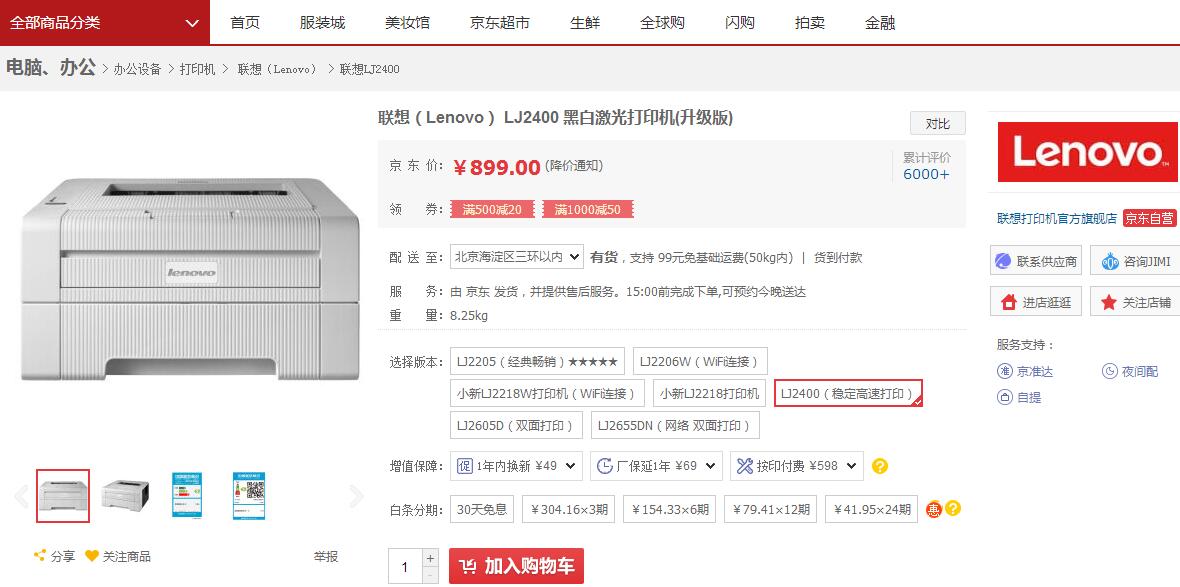 全部商品分类 首页 服装城 美妆馆 京东超市 生鲜 全球购 闪购 拍卖 金融
电脑、办公 > 办公设备 > 打印机 > 联想（Lenovo） > 联想LJ2400
联想（Lenovo） LJ2400 黑白激光打印机(升级版)
对比
京 东 价： ￥899.00 (降价通知)
累计评价
6000+
领 券： 满500减20 满1000减50
配 送 至： 北京海淀区三环以内 有货，支持 99元免基础运费(50kg内) | 货到付款
服 务： 由 京东 发货，并提供售后服务。15:00前完成下单,可预约今晚送达
重 量： 8.25kg
选择版本： LJ2205（经典畅销）★★★★★ LJ2206W（WiFi连接）
小新LJ2218W打印机（WiFi连接） 小新LJ2218打印机 LJ2400（稳定高速打印）
LJ2605D（双面打印） LJ2655DN（网络 双面打印）
增值保障： 促 1年内换新 ¥49 厂保延1年 ¥69 按印付费 ¥598 ?
白条分期： 30天免息 ￥304.16×3期 ￥154.33×6期 ￥79.41×12期 ￥41.95×24期 惠 ?
1 + - 加入购物车
lenovo
分享 关注商品 举报
Lenovo™
联想打印机官方旗舰店 京东自营
联系供应商 咨询JIMI
进店逛逛 关注店铺
服务支持：
准 京准达 夜间配
自提